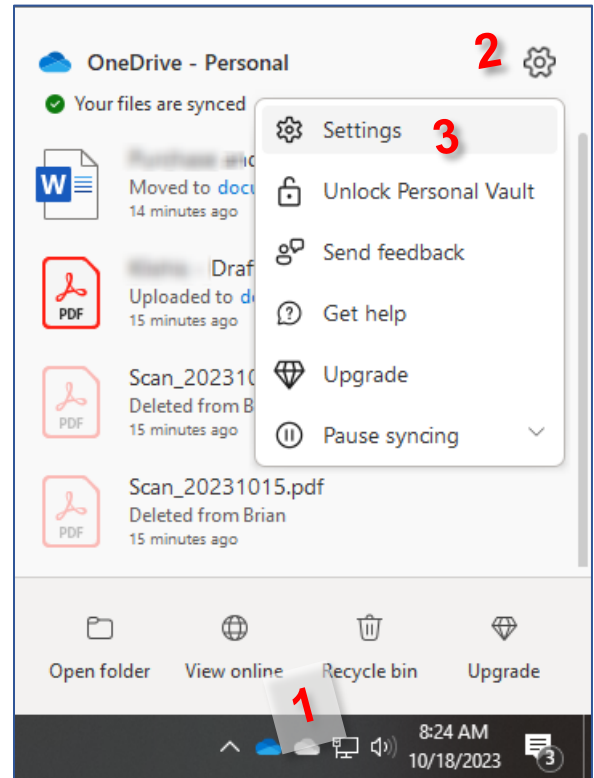 OneDrive - Personal
2
Your files are synced
Settings
3
Unlock Personal Vault
Send feedback
Get help
Upgrade
Pause syncing
W
Moved to
14 minutes ago
PDF
Uploaded to
15 minutes ago
PDF
Deleted from
15 minutes ago
PDF
Scan_20231015.pdf
Deleted from Brian
15 minutes ago
Open folder
View online
Recycle bin
Upgrade
1
8:24 AM
10/18/2023
3